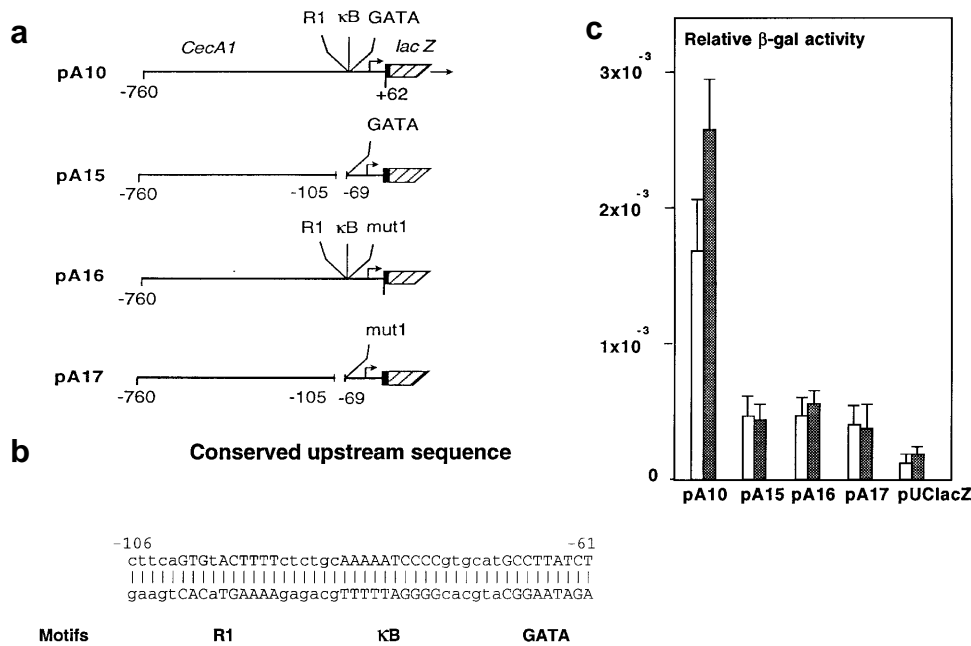 a
R1 κB GATA
CecA1 lac Z
pA10
-760
+62
GATA
pA15
-760
-105 -69
R1 κB mut1
pA16
-760
mut1
pA17
-760
-105 -69
b
Conserved upstream sequence
-106 -61
cttcaGTGtACTTTTctctgcAAAAATCCCCgtgcatGCCTTATCT
gaagtCACaTGAAAAgagacgTTTTTAGGGGcacgtaCGGAATAGA
Motifs R1 κB GATA
c
Relative β-gal activity
3x10⁻³
2x10⁻³
1x10⁻³
0
pA10 pA15 pA16 pA17 pUClacZ